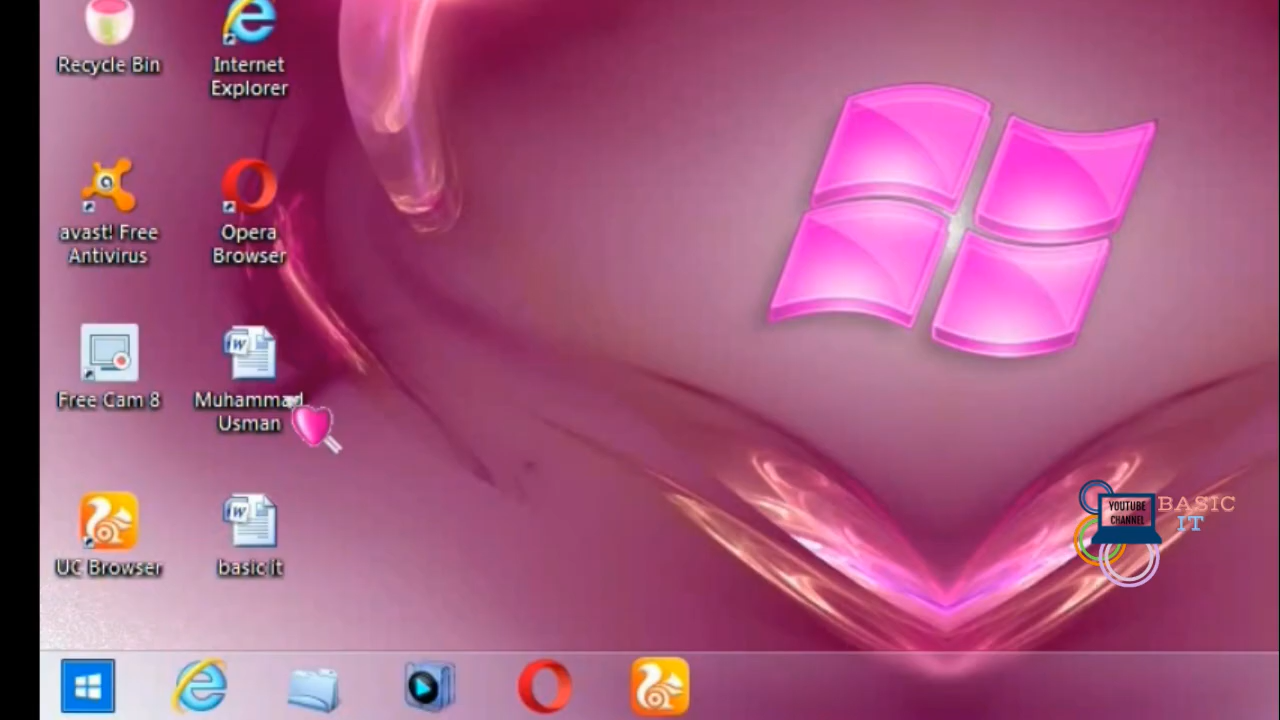 Recycle Bin
Internet
Explorer
avast! Free
Antivirus
Opera
Browser
Free Cam 8
Muhammad
Usman
UC Browser
basic it
YOUTUBE
CHANNEL
BASIC
IT